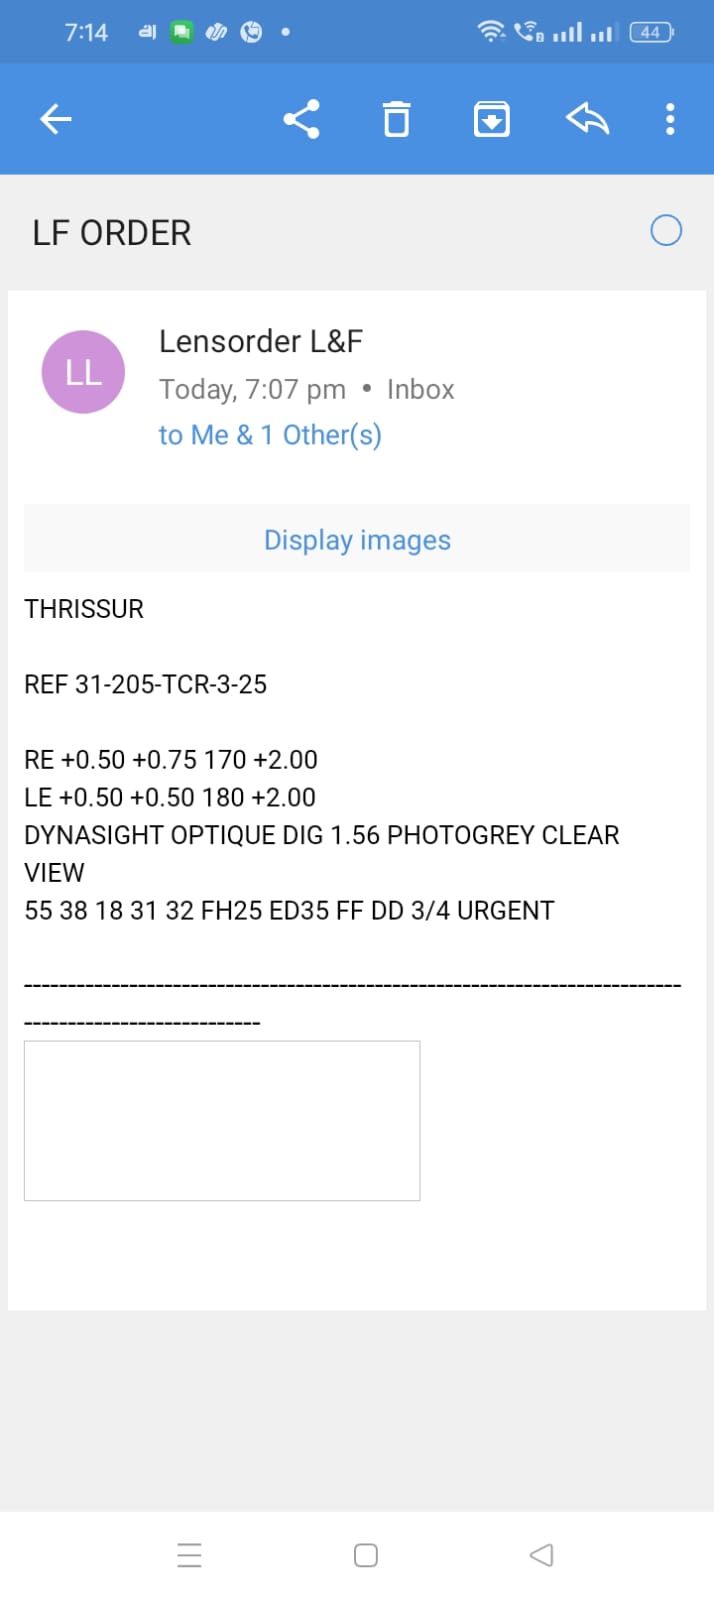 7:14
44
LF ORDER
LL
Lensorder L&F
Today, 7:07 pm • Inbox
to Me & 1 Other(s)
Display images
THRISSUR
REF 31-205-TCR-3-25
RE +0.50 +0.75 170 +2.00
LE +0.50 +0.50 180 +2.00
DYNASIGHT OPTIQUE DIG 1.56 PHOTOGREY CLEAR
VIEW
55 38 18 31 32 FH25 ED35 FF DD 3/4 URGENT